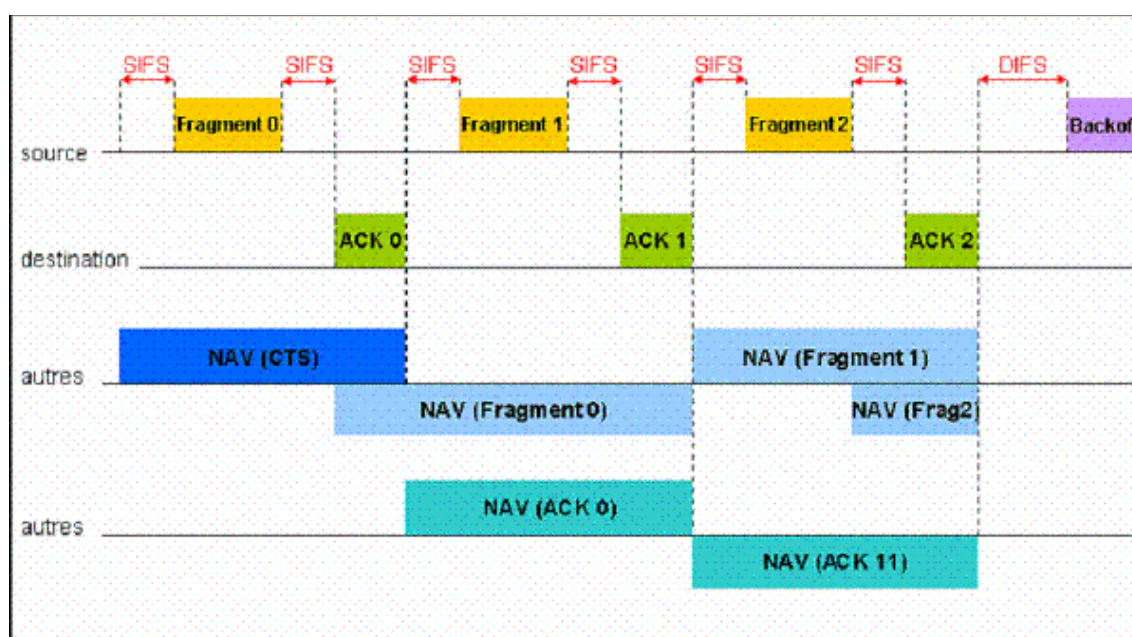 SIFS SIFS SIFS SIFS SIFS SIFS DIFS
Fragment 0 Fragment 1 Fragment 2 Backof
source
ACK 0 ACK 1 ACK 2
destination
NAV (CTS) NAV (Fragment 1)
autres
NAV (Fragment 0) NAV (Frag2)
NAV (ACK 0)
autres
NAV (ACK 11)